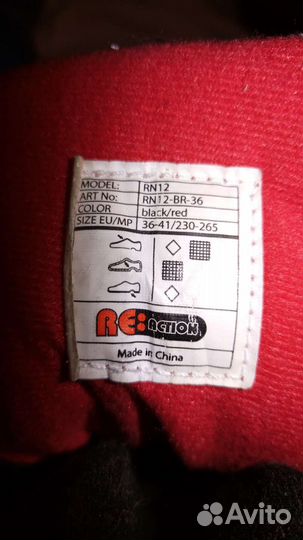 MODEL: RN12
ART No: RN12-BR-36
COLOR black/red
SIZE EU/MP 36-41/230-265
RE:ACTION
Made in China
Avito